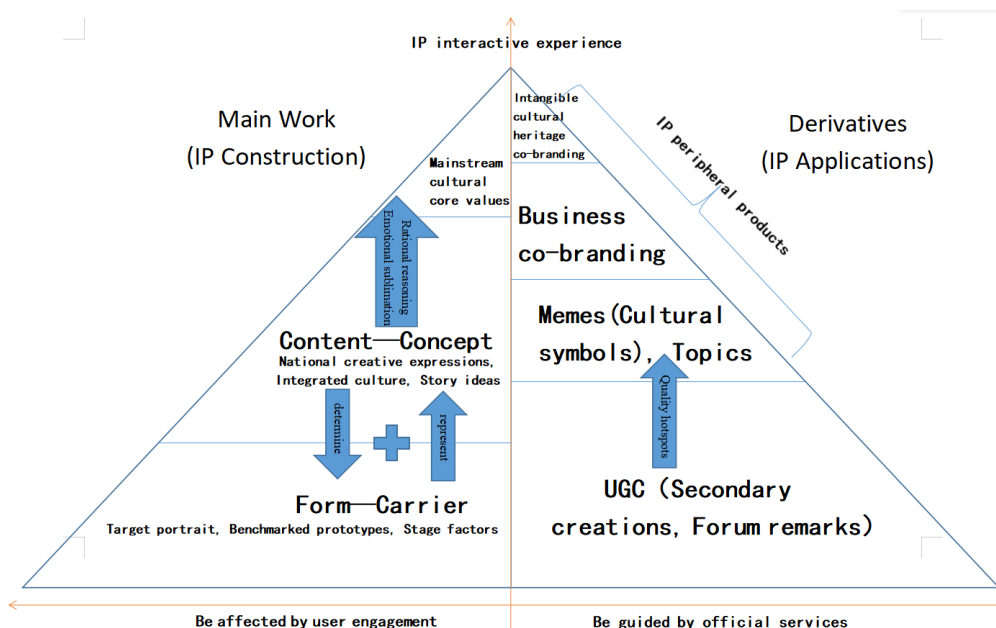 IP interactive experience
Main Work
(IP Construction)
Derivatives
(IP Applications)
Intangible
cultural
heritage
co-branding
IP peripheral products
Mainstream
cultural
core values
Business
co-branding
Rational reasoning
Emotional sublimation
Content—Concept
National creative expressions,
Integrated culture, Story ideas
Memes(Cultural
symbols), Topics
determine
represent
Quality hotspots
Form—Carrier
Target portrait, Benchmarked prototypes, Stage factors
UGC (Secondary
creations, Forum remarks)
Be affected by user engagement
Be guided by official services